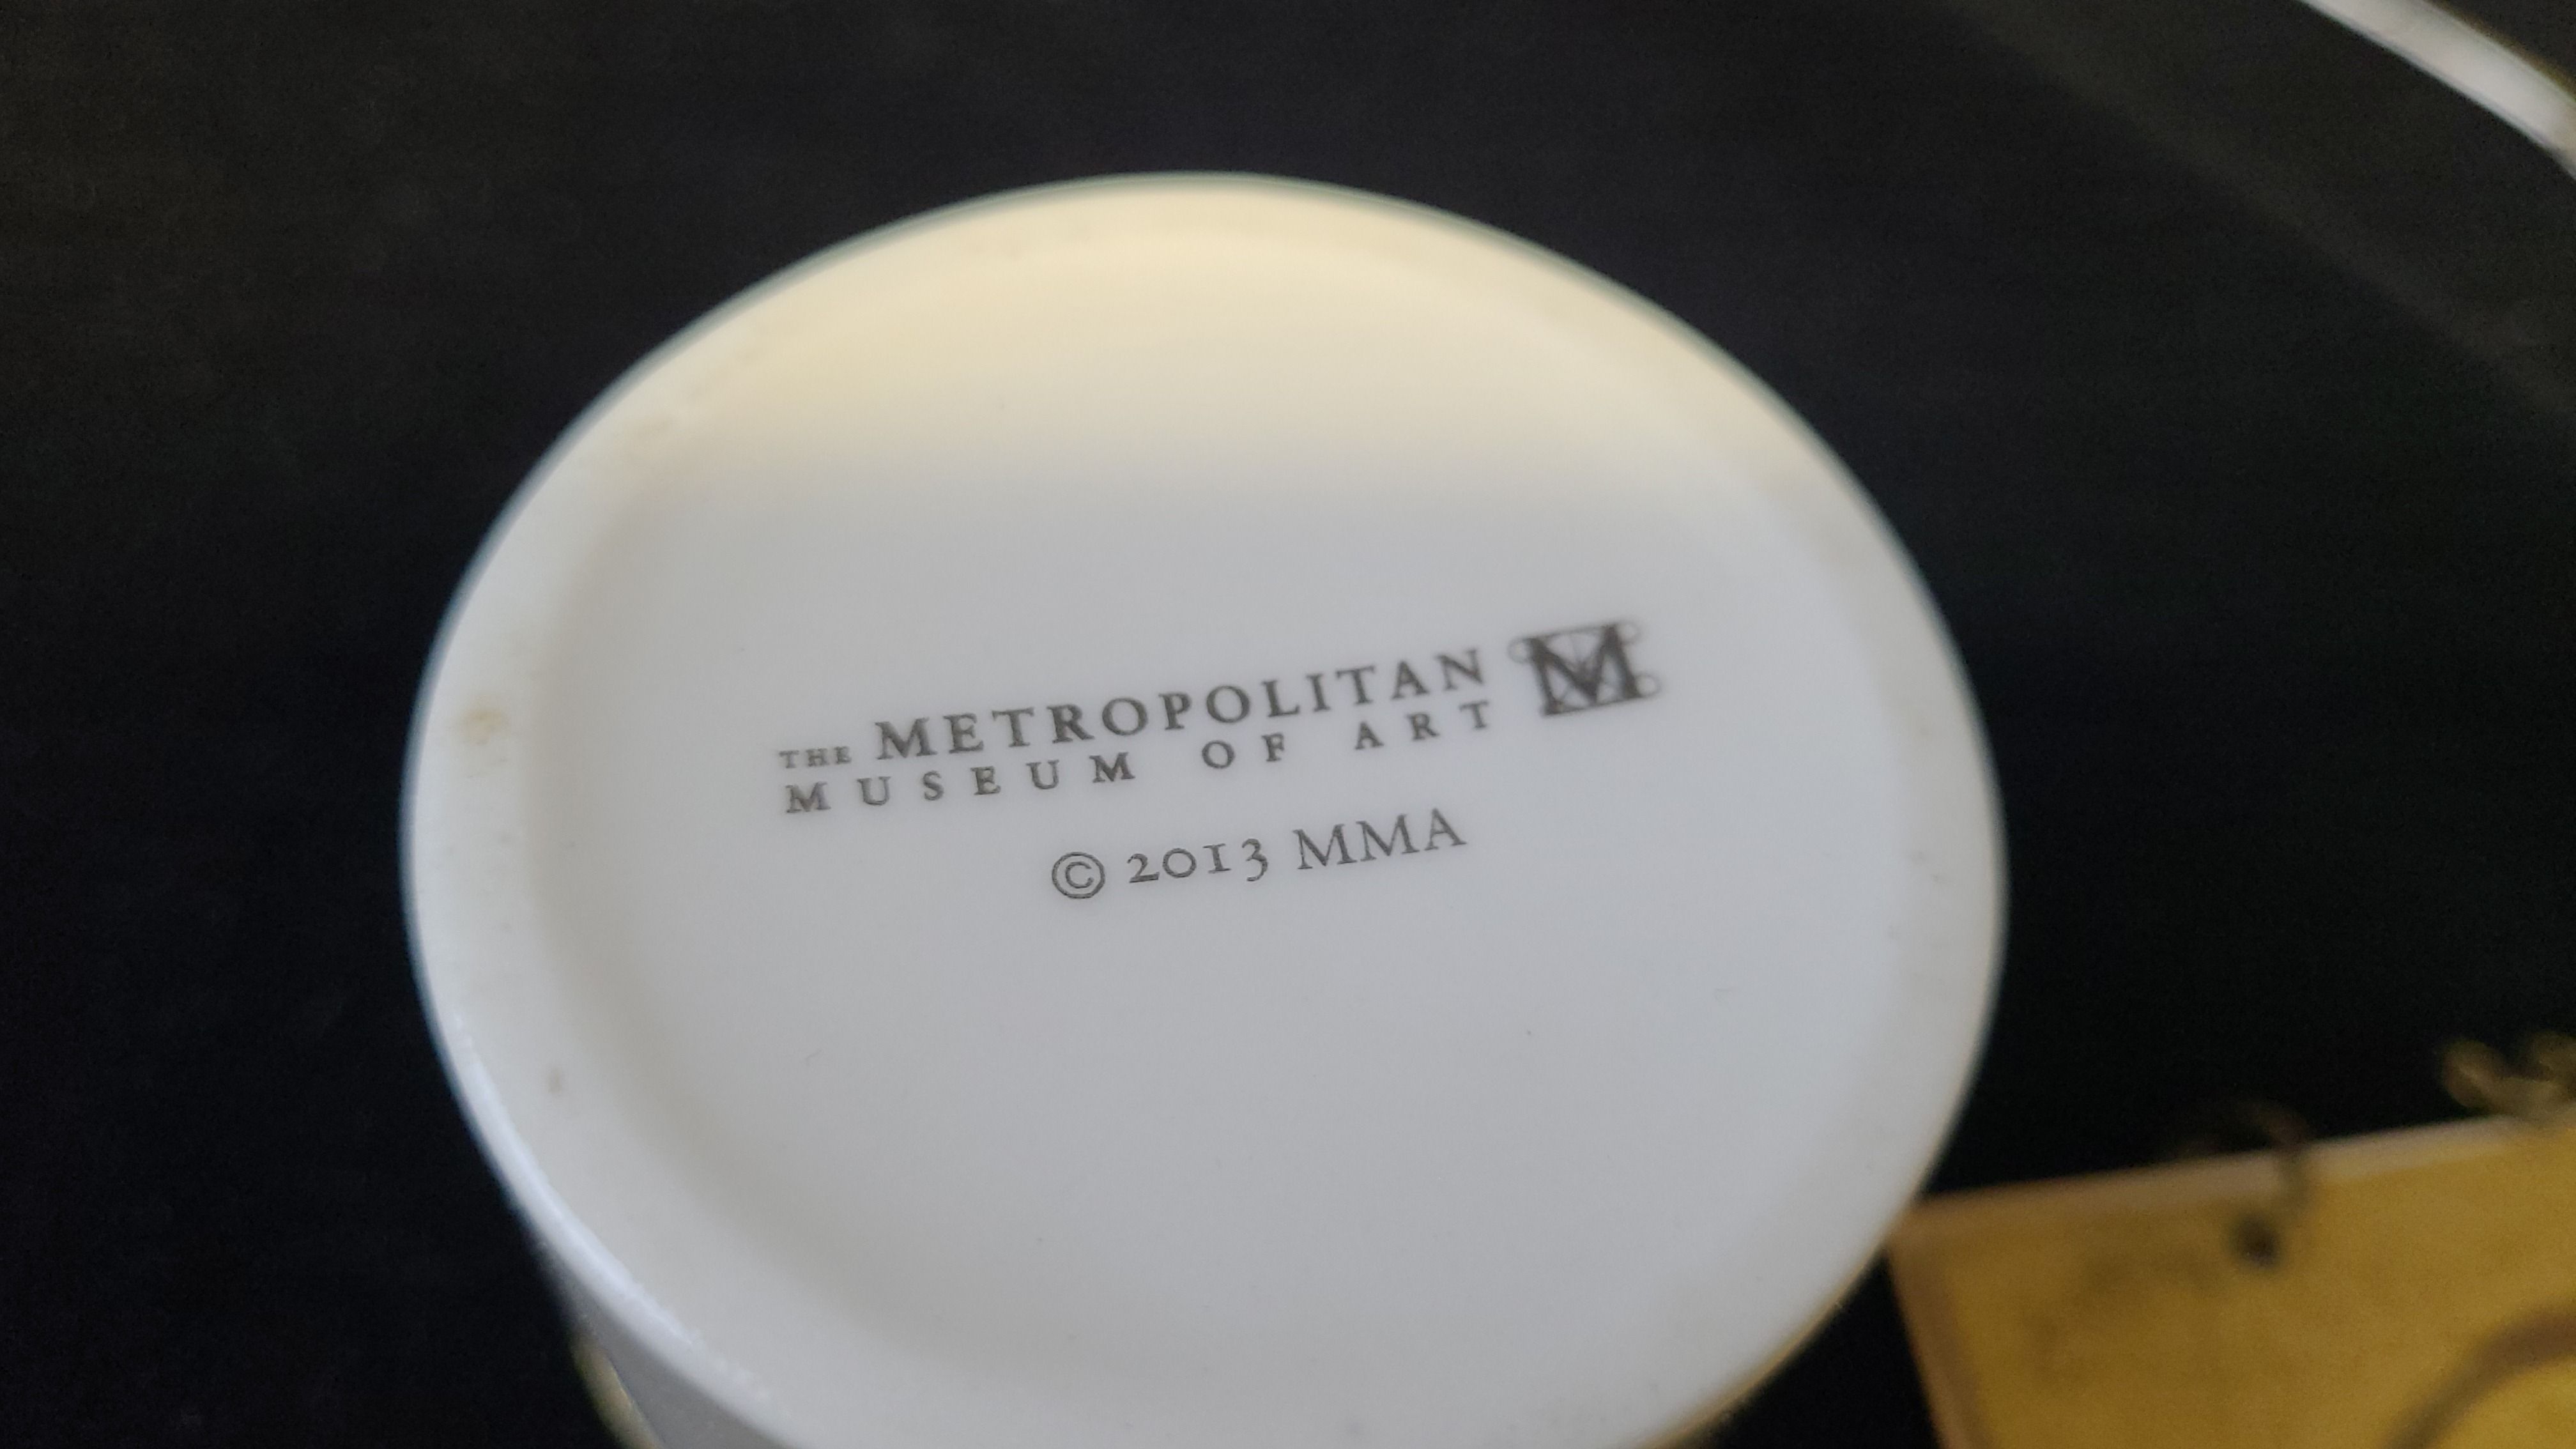 THE METROPOLITAN M
MUSEUM OF ART
© 2013 MMA